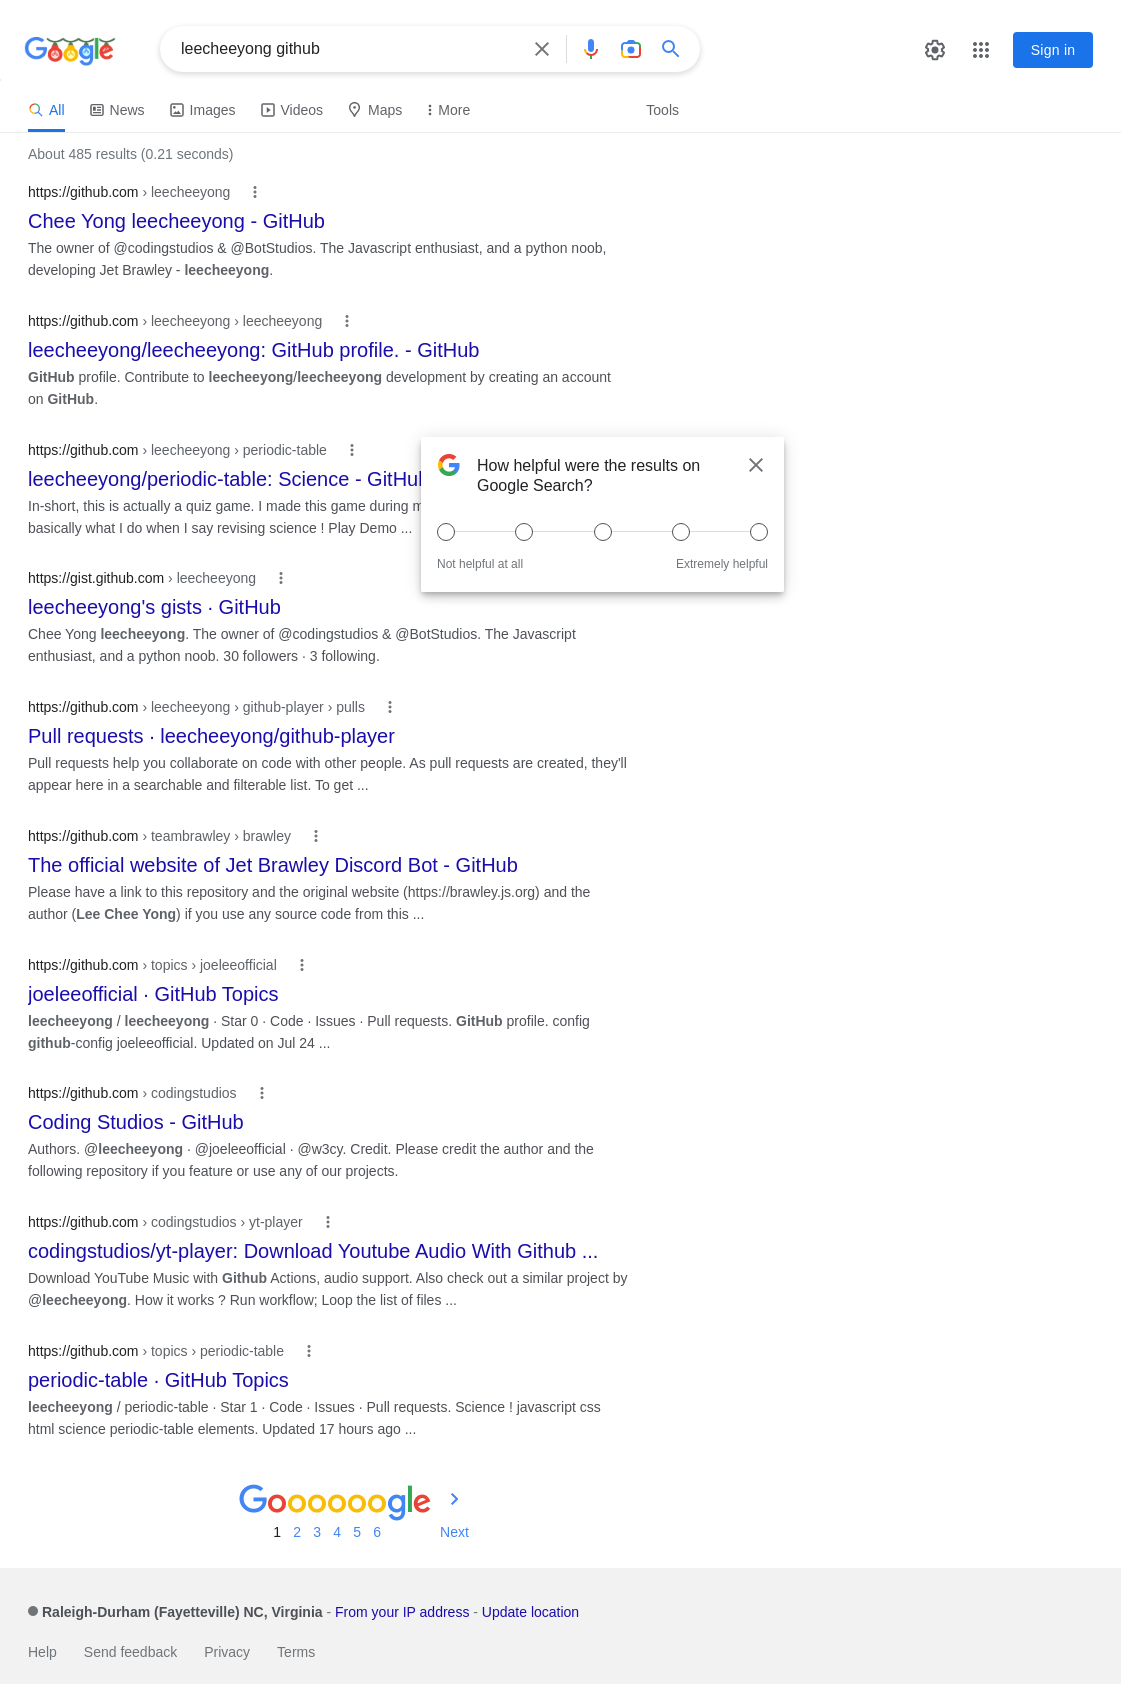 Google
leecheeyong github
Sign in
All News Images Videos Maps More Tools
About 485 results (0.21 seconds)
https://github.com › leecheeyong
Chee Yong leecheeyong - GitHub
The owner of @codingstudios & @BotStudios. The Javascript enthusiast, and a python noob,
developing Jet Brawley - leecheeyong.
https://github.com › leecheeyong › leecheeyong
leecheeyong/leecheeyong: GitHub profile. - GitHub
GitHub profile. Contribute to leecheeyong/leecheeyong development by creating an account
on GitHub.
https://github.com › leecheeyong › periodic-table
leecheeyong/periodic-table: Science - GitHub
In-short, this is actually a quiz game. I made this game during
basically what I do when I say revising science ! Play Demo ...
How helpful were the results on
Google Search?
Not helpful at all Extremely helpful
https://gist.github.com › leecheeyong
leecheeyong's gists · GitHub
Chee Yong leecheeyong. The owner of @codingstudios & @BotStudios. The Javascript
enthusiast, and a python noob. 30 followers · 3 following.
https://github.com › leecheeyong › github-player › pulls
Pull requests · leecheeyong/github-player
Pull requests help you collaborate on code with other people. As pull requests are created, they'll
appear here in a searchable and filterable list. To get ...
https://github.com › teambrawley › brawley
The official website of Jet Brawley Discord Bot - GitHub
Please have a link to this repository and the original website (https://brawley.js.org) and the
author (Lee Chee Yong) if you use any source code from this ...
https://github.com › topics › joeleeofficial
joeleeofficial · GitHub Topics
leecheeyong / leecheeyong · Star 0 · Code · Issues · Pull requests. GitHub profile. config
github-config joeleeofficial. Updated on Jul 24 ...
https://github.com › codingstudios
Coding Studios - GitHub
Authors. @leecheeyong · @joeleeofficial · @w3cy. Credit. Please credit the author and the
following repository if you feature or use any of our projects.
https://github.com › codingstudios › yt-player
codingstudios/yt-player: Download Youtube Audio With Github ...
Download YouTube Music with Github Actions, audio support. Also check out a similar project by
@leecheeyong. How it works ? Run workflow; Loop the list of files ...
https://github.com › topics › periodic-table
periodic-table · GitHub Topics
leecheeyong / periodic-table · Star 1 · Code · Issues · Pull requests. Science ! javascript css
html science periodic-table elements. Updated 17 hours ago ...
Goooooogle
1 2 3 4 5 6 Next
Raleigh-Durham (Fayetteville) NC, Virginia - From your IP address - Update location
Help Send feedback Privacy Terms